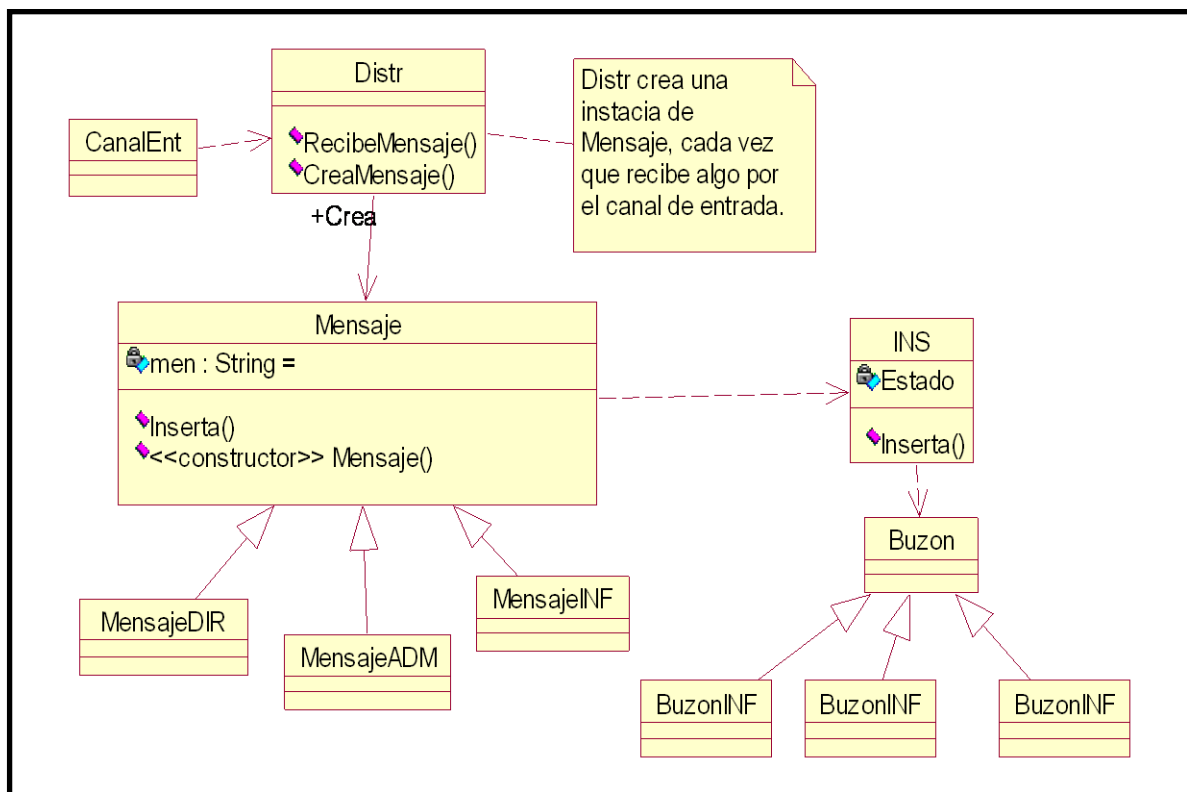 Distr
RecibeMensaje()
CreaMensaje()
Distr crea una
instacia de
Mensaje, cada vez
que recibe algo por
el canal de entrada.
CanalEnt
+Crea
Mensaje
men : String =
Inserta()
<<constructor>> Mensaje()
INS
Estado
Inserta()
Buzon
MensajeDIR
MensajeADM
MensajeINF
BuzonINF
BuzonINF
BuzonINF